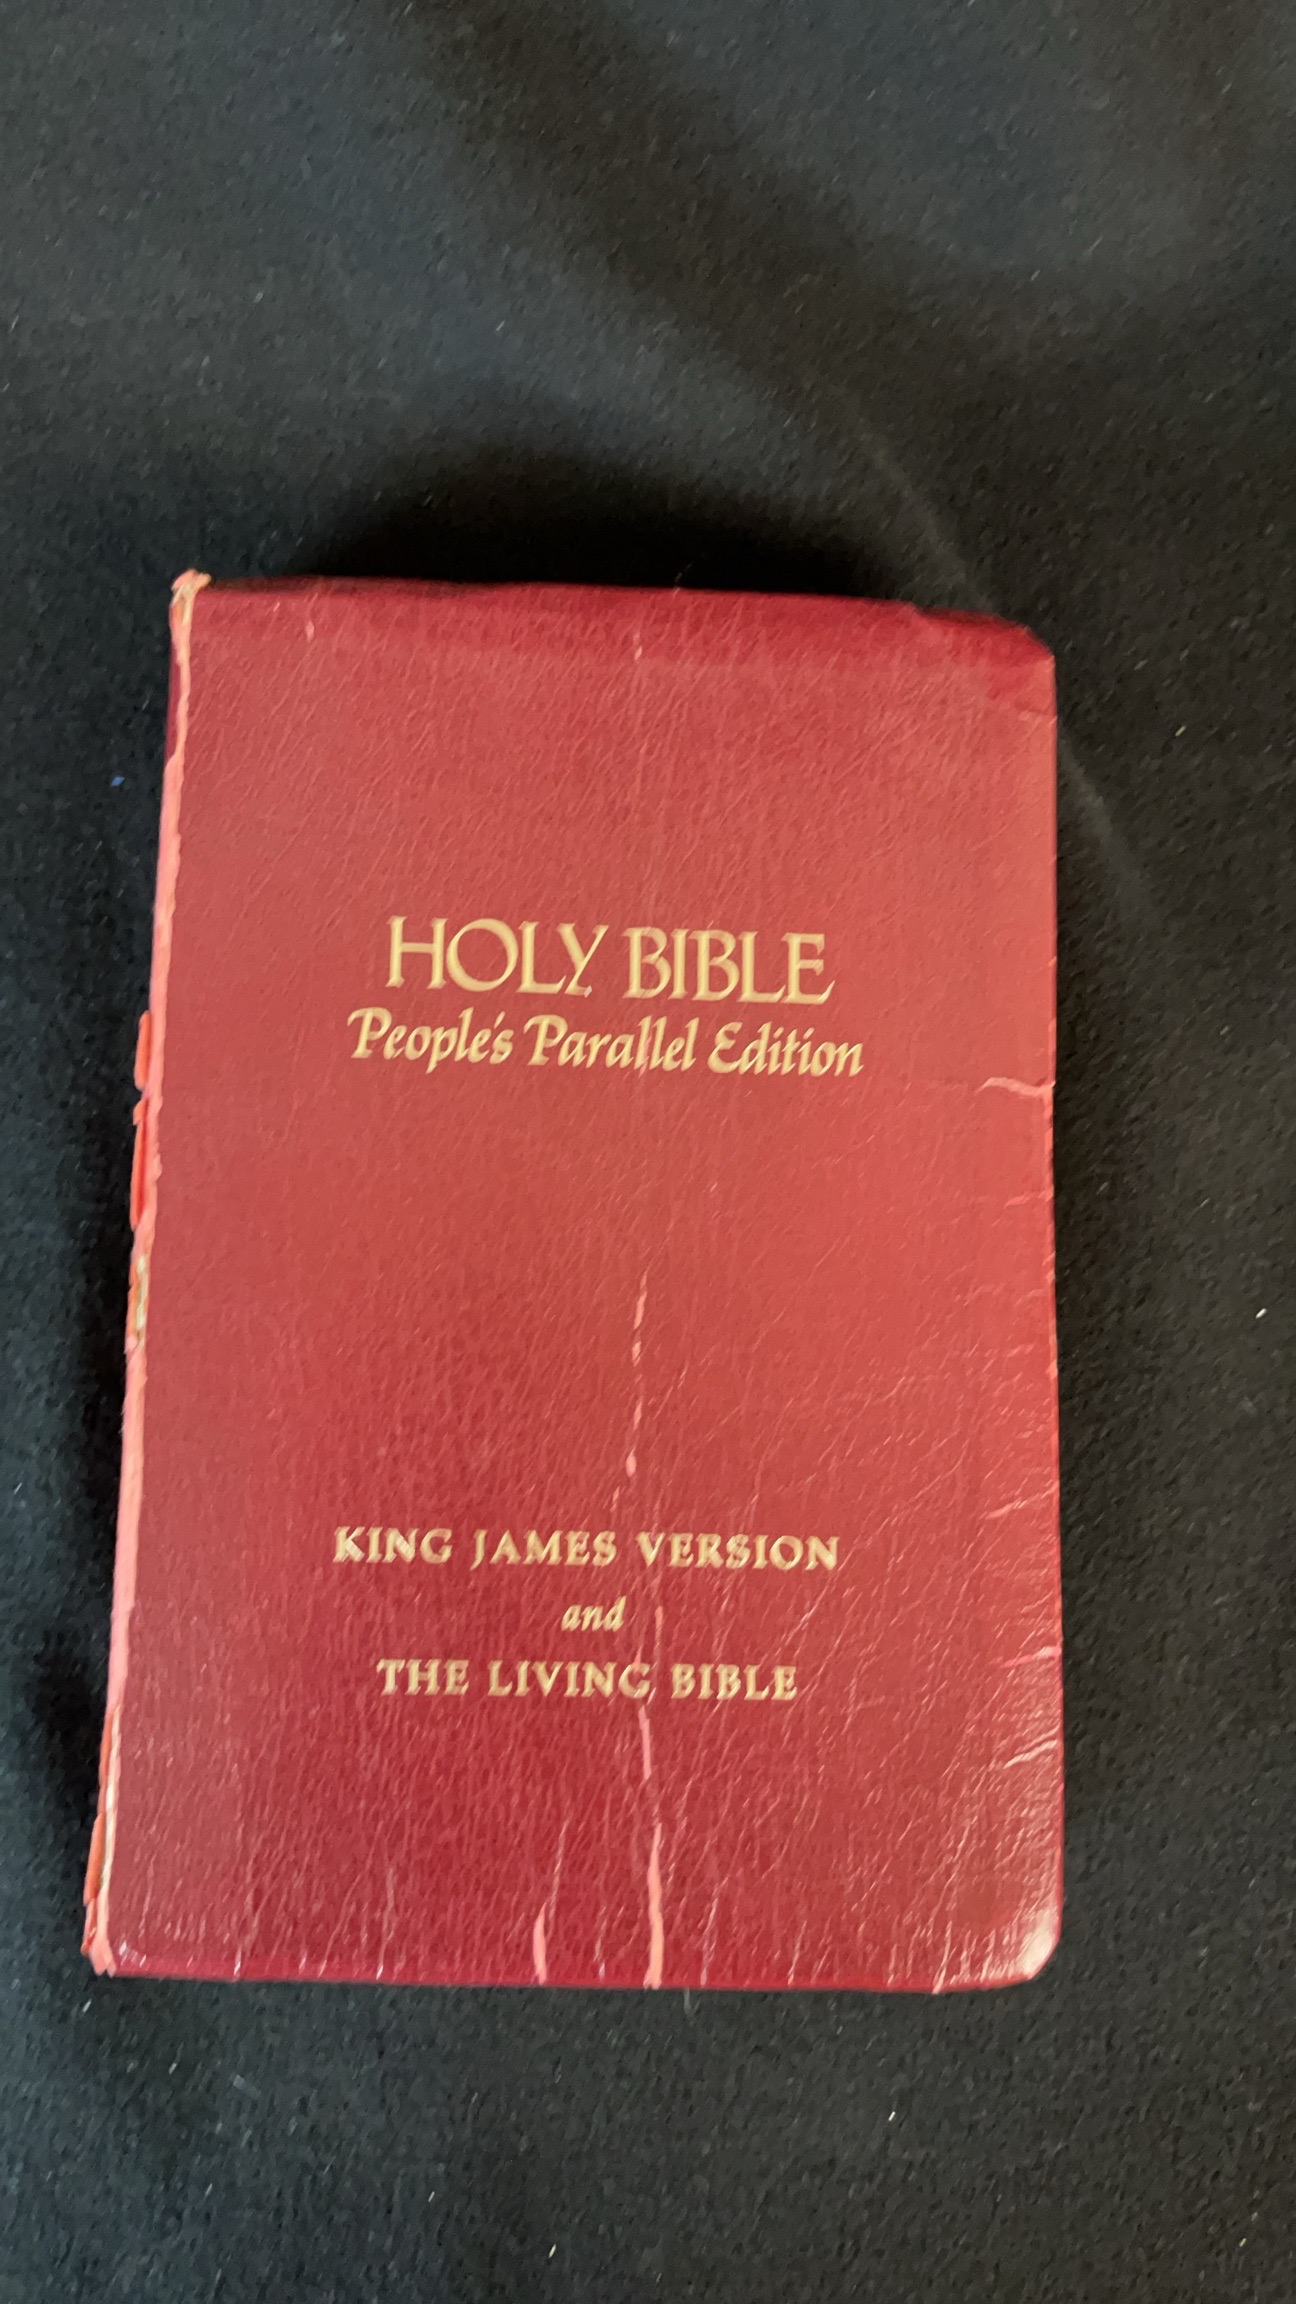 HOLY BIBLE
People's Parallel Edition
KING JAMES VERSION
and
THE LIVING BIBLE